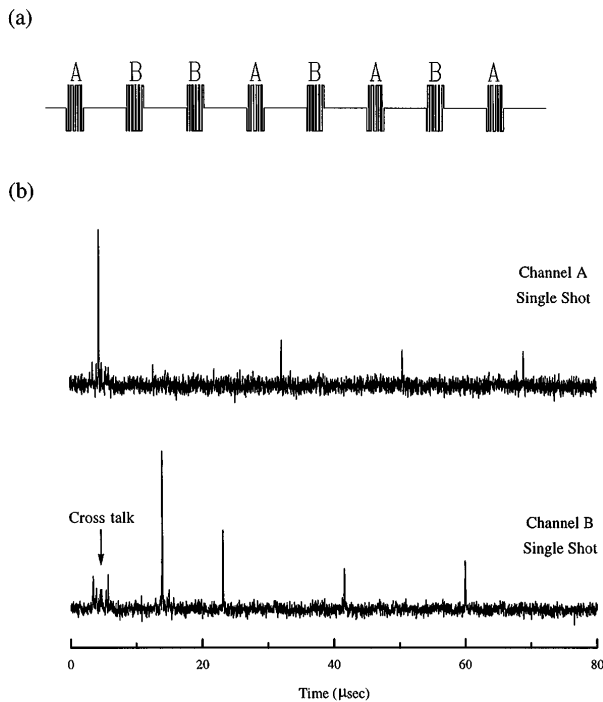 (a)
A B B A B A B A
(b)
Channel A
Single Shot
Cross talk
Channel B
Single Shot
0 20 40 60 80
Time (μsec)